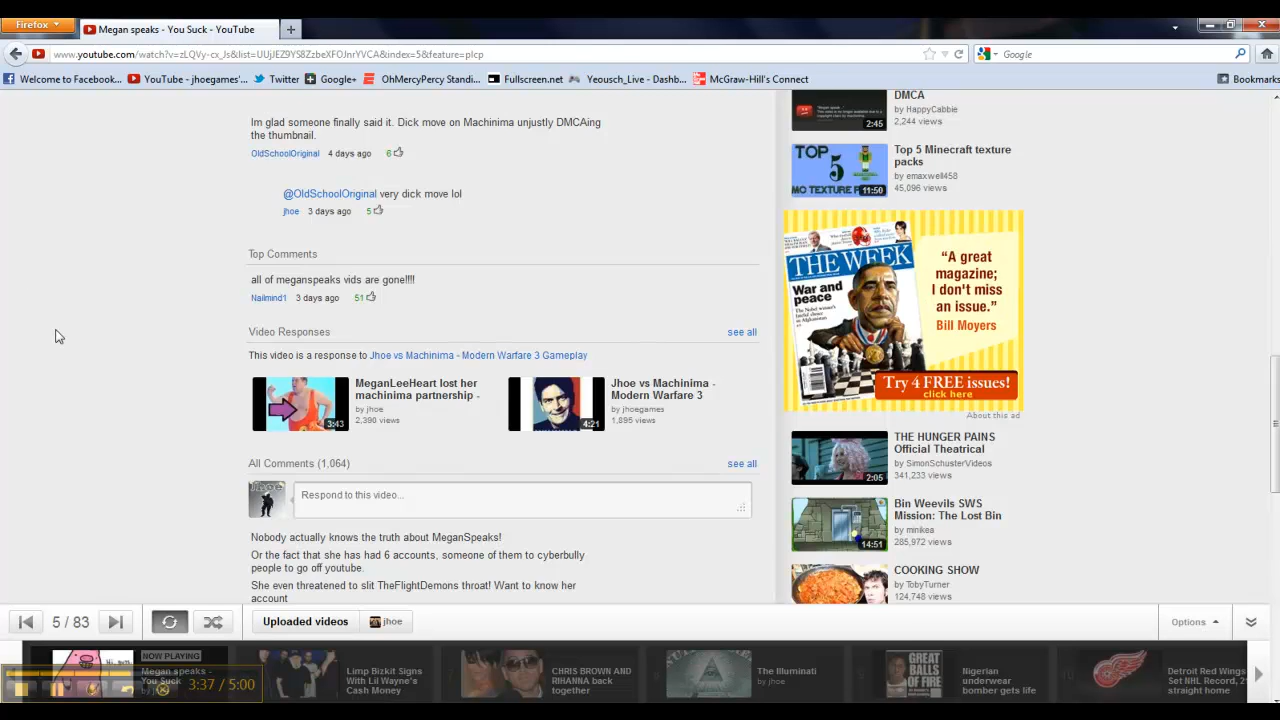 Firefox
Megan speaks - You Suck - YouTube
www.youtube.com/watch?v=zLQVy-cx_Js&list=UUjJEZ9YS8ZzbeXFOJnrYVCA&index=5&feature=plcp
Google
Welcome to Facebook...
YouTube - jhoegames'...
Twitter
Google+
OhMercyPercy Standi...
Fullscreen.net
Yeousch_Live - Dashb...
McGraw-Hill's Connect
Bookmarks
Im glad someone finally said it. Dick move on Machinima unjustly DMCAing
the thumbnail.
OldSchoolOriginal 4 days ago 6
@OldSchoolOriginal very dick move lol
jhoe 3 days ago 5
Top Comments
all of meganspeaks vids are gone!!!!
Nailmind1 3 days ago 51
Video Responses see all
This video is a response to Jhoe vs Machinima - Modern Warfare 3 Gameplay
MeganLeeHeart lost her
machinima partnership -
by jhoe
2,390 views
3:43
Jhoe vs Machinima -
Modern Warfare 3
by jhoegames
1,895 views
4:21
All Comments (1,064) see all
Respond to this video...
Nobody actually knows the truth about MeganSpeaks!
Or the fact that she has had 6 accounts, someone of them to cyberbully
people to go off youtube.
She even threatened to slit TheFlightDemons throat! Want to know her
account
DMCA
by HappyCabbie
2,244 views
2:45
Top 5 Minecraft texture
packs
by emaxwell458
45,096 views
TOP
5
MC TEXTURE
11:50
THE WEEK
War and
peace
"A great
magazine;
I don't miss
an issue."
Bill Moyers
Try 4 FREE issues!
click here
About this ad
THE HUNGER PAINS
Official Theatrical
by SimonSchusterVideos
341,233 views
2:05
Bin Weevils SWS
Mission: The Lost Bin
by minikea
285,972 views
14:51
COOKING SHOW
by TobyTurner
124,748 views
5 / 83
Uploaded videos
jhoe
Options
NOW PLAYING
Megan speaks -
You Suck
3:37 / 5:00
Limp Bizkit Signs
With Lil Wayne's
Cash Money
CHRIS BROWN AND
RIHANNA back
together
The Illuminati
by jhoe
GREAT
BALLS
OF FIRE
Nigerian
underwear
bomber gets life
Detroit Red Wings
Set NHL Record, 2
straight home